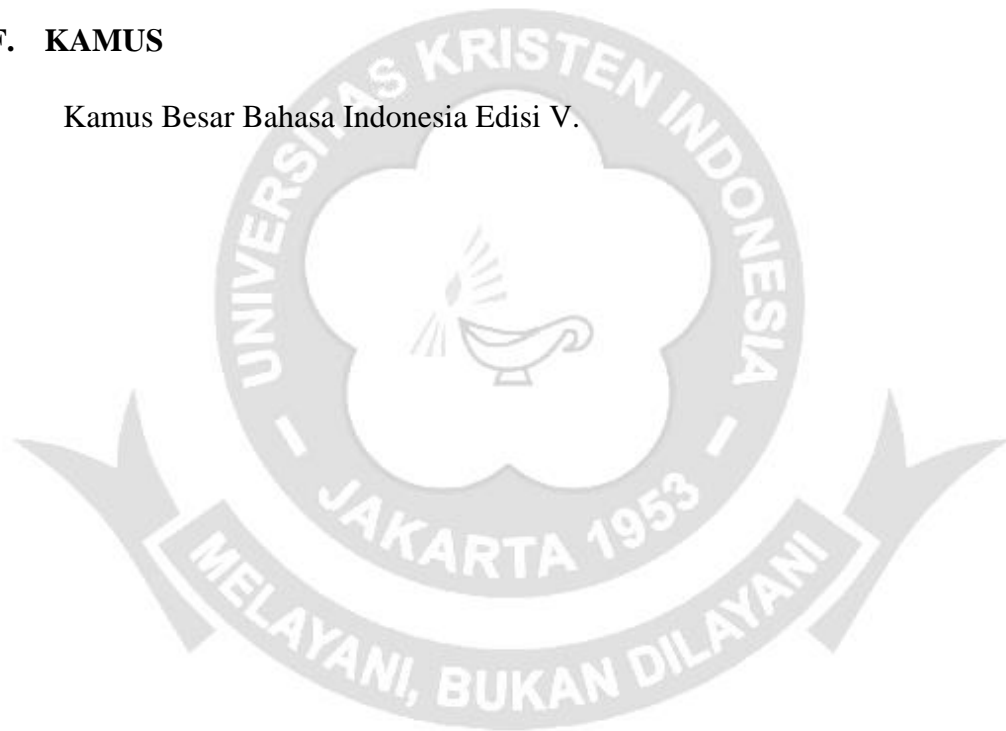 F. KAMUS
Kamus Besar Bahasa Indonesia Edisi V.
UNIVERSITAS KRISTEN INDONESIA
– JAKARTA 1953 –
MELAYANI, BUKAN DILAYANI